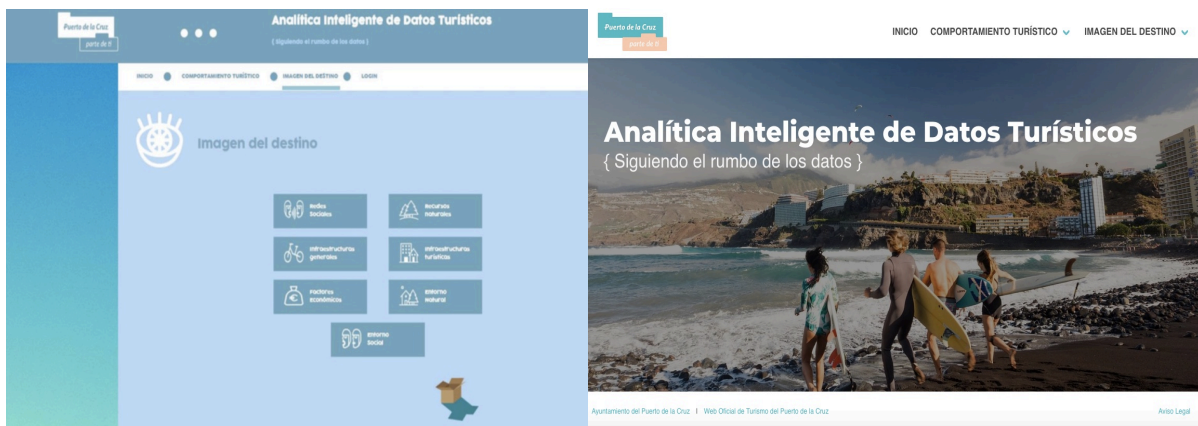 Puerto de la Cruz
parte de ti
Analítica Inteligente de Datos Turísticos
{ Siguiendo el rumbo de los datos }
INICIO COMPORTAMIENTO TURÍSTICO IMAGEN DEL DESTINO LOGIN
Imagen del destino
Redes
Sociales
Recursos
naturales
Infraestructuras
generales
Infraestructuras
turísticas
Factores
Económicos
Entorno
Natural
Entorno
Social
Puerto de la Cruz
parte de ti
INICIO COMPORTAMIENTO TURÍSTICO IMAGEN DEL DESTINO
Analítica Inteligente de Datos Turísticos
{ Siguiendo el rumbo de los datos }
Ayuntamiento del Puerto de la Cruz I Web Oficial de Turismo del Puerto de la Cruz
Aviso Legal